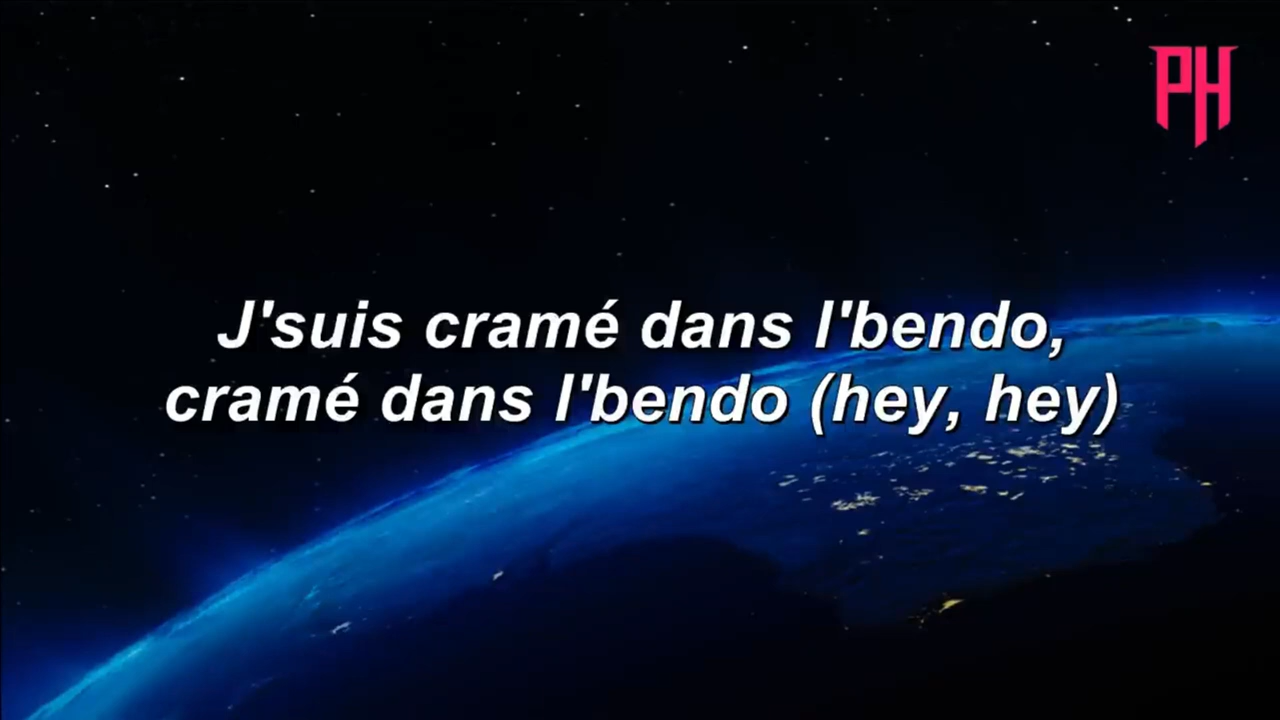 PH
J'suis cramé dans l'bendo,
cramé dans l'bendo (hey, hey)